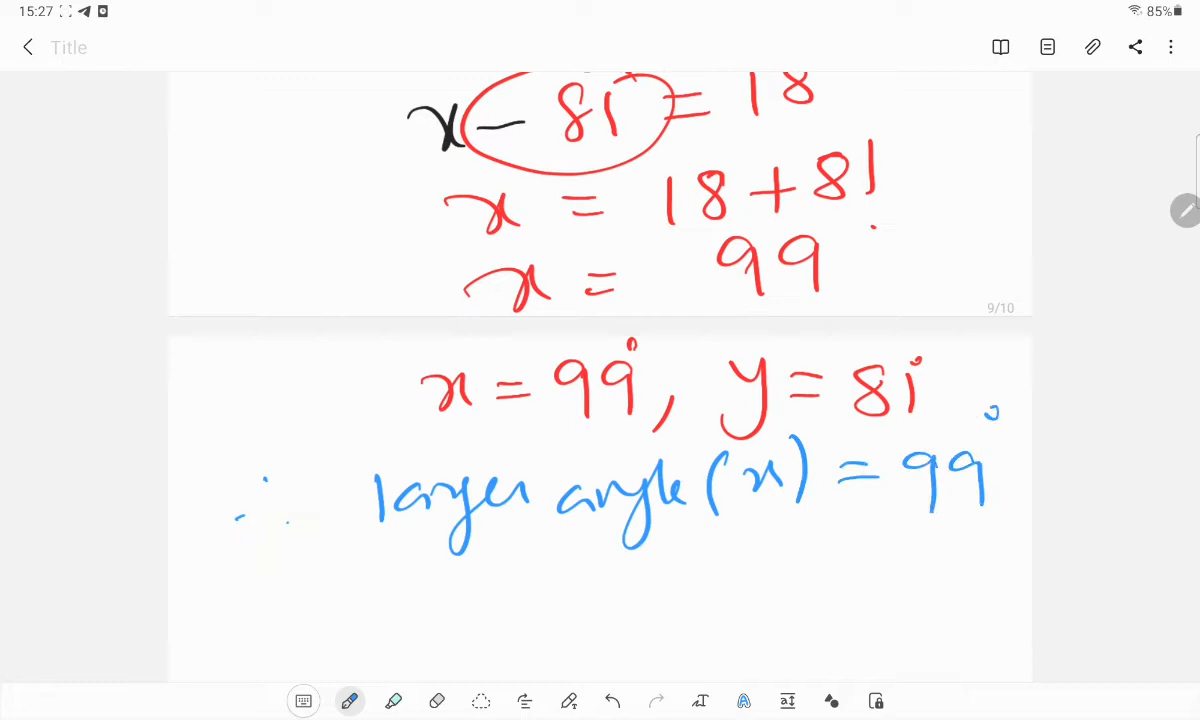 15:27 85%
Title
x - 81° = 18
x = 18 + 81
x = 99
9/10
x = 99°, y = 81°
∴ larger angle (x) = 99°